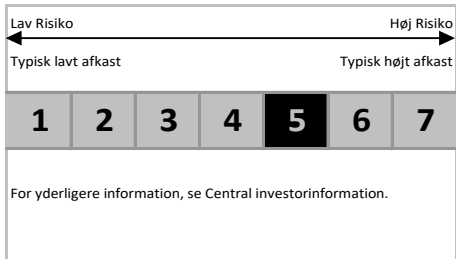 Lav Risiko Høj Risiko
Typisk lavt afkast Typisk højt afkast
1 2 3 4 5 6 7
For yderligere information, se Central investorinformation.